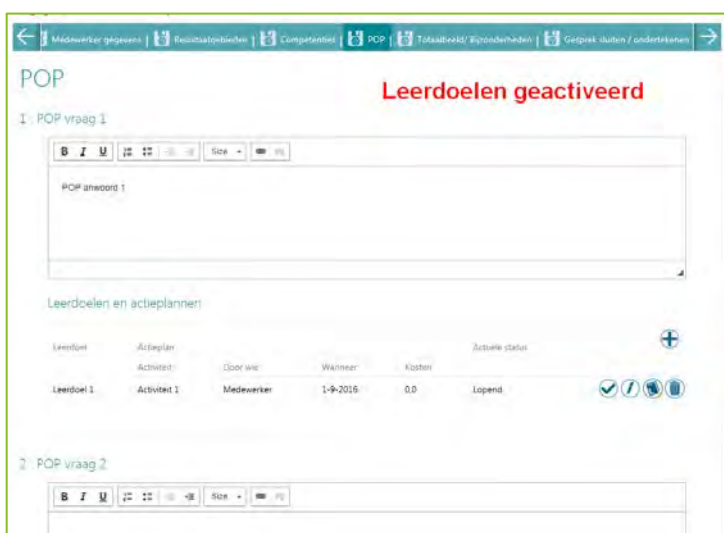 Medewerker gegevens | Resultaatgebieden | Competenties | POP | Totaalbeeld/ Bijzonderheden | Gesprek sluiten / ondertekenen
POP
Leerdoelen geactiveerd
1 POP vraag 1
B I U Size
POP anwoord 1
Leerdoelen en actieplannen
Leerdoel Actieplan Actuele status
Activiteit Door wie Wanneer Kosten
Leerdoel 1 Activiteit 1 Medewerker 1-9-2016 0,0 Lopend
2 POP vraag 2
B I U Size